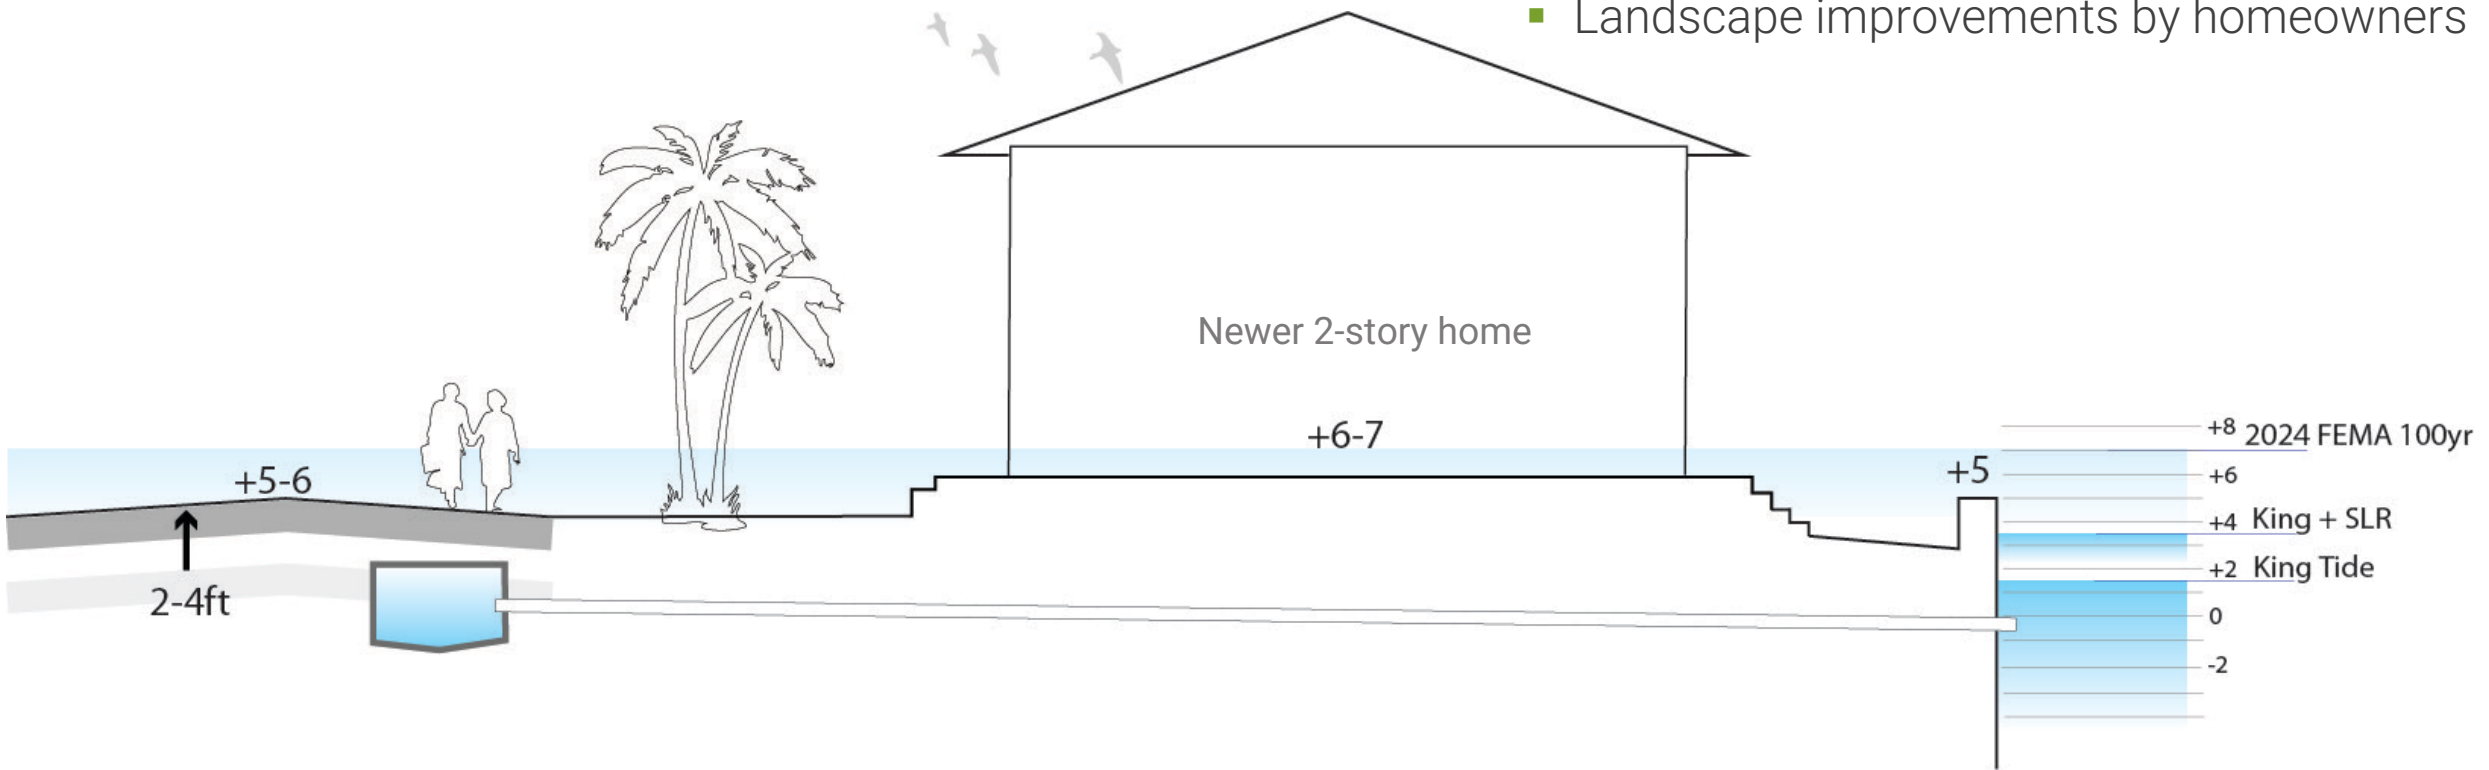 ▪ Landscape improvements by homeowners
Newer 2-story home
+6-7
+5-6
2-4ft
+5
+8 2024 FEMA 100yr
+6
+4 King + SLR
+2 King Tide
0
-2